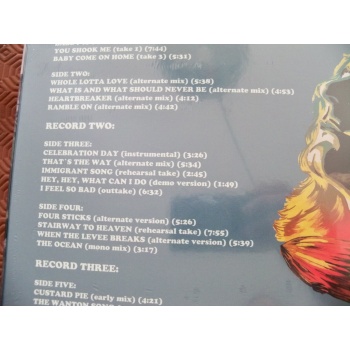 YOU SHOOK ME (take 1) (7:44)
BABY COME ON HOME (take 3) (5:31)
SIDE TWO:
WHOLE LOTTA LOVE (alternate mix) (5:38)
WHAT IS AND WHAT SHOULD NEVER BE (alternate mix) (4:53)
HEARTBREAKER (alternate mix) (4:12)
RAMBLE ON (alternate mix) (4:42)
RECORD TWO:
SIDE THREE:
CELEBRATION DAY (instrumental) (3:26)
THAT'S THE WAY (alternate mix) (5:34)
IMMIGRANT SONG (rehearsal take) (2:45)
HEY, HEY, WHAT CAN I DO (demo version) (1:49)
I FEEL SO BAD (outtake) (6:32)
SIDE FOUR:
FOUR STICKS (alternate version) (5:26)
STAIRWAY TO HEAVEN (rehearsal take) (7:55)
WHEN THE LEVEE BREAKS (alternate version) (5:39)
THE OCEAN (mono mix) (3:17)
RECORD THREE:
SIDE FIVE:
CUSTARD PIE (early mix) (4:21)
THE WANTON SONG